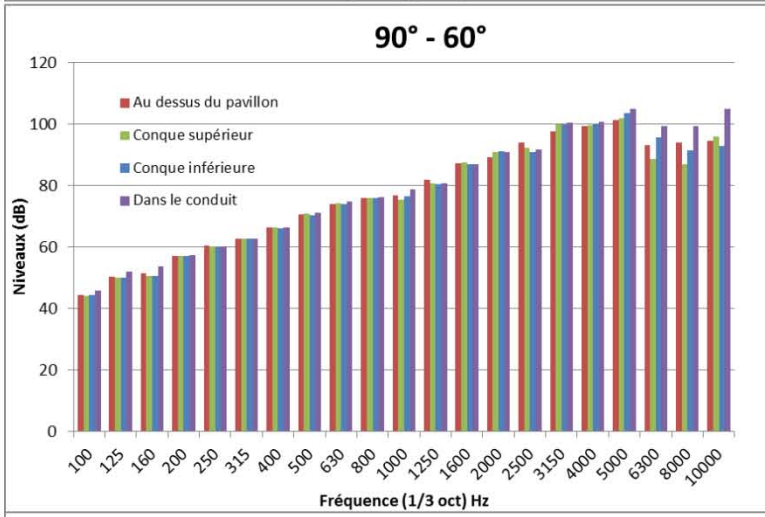 90° - 60°
Niveaux (dB)
120
100
80
60
40
20
0
Au dessus du pavillon
Conque supérieur
Conque inférieure
Dans le conduit
100 125 160 200 250 315 400 500 630 800 1000 1250 1600 2000 2500 3150 4000 5000 6300 8000 10000
Fréquence (1/3 oct) Hz